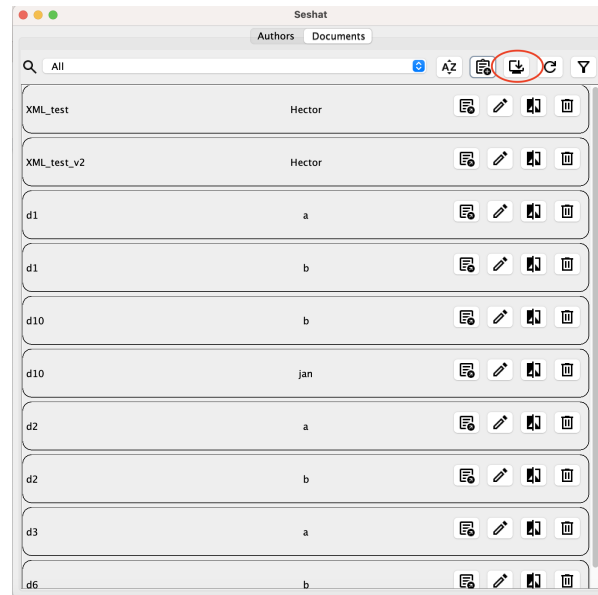 Seshat
Authors Documents
All
XML_test Hector
XML_test_v2 Hector
d1 a
d1 b
d10 b
d10 jan
d2 a
d2 b
d3 a
d6 b